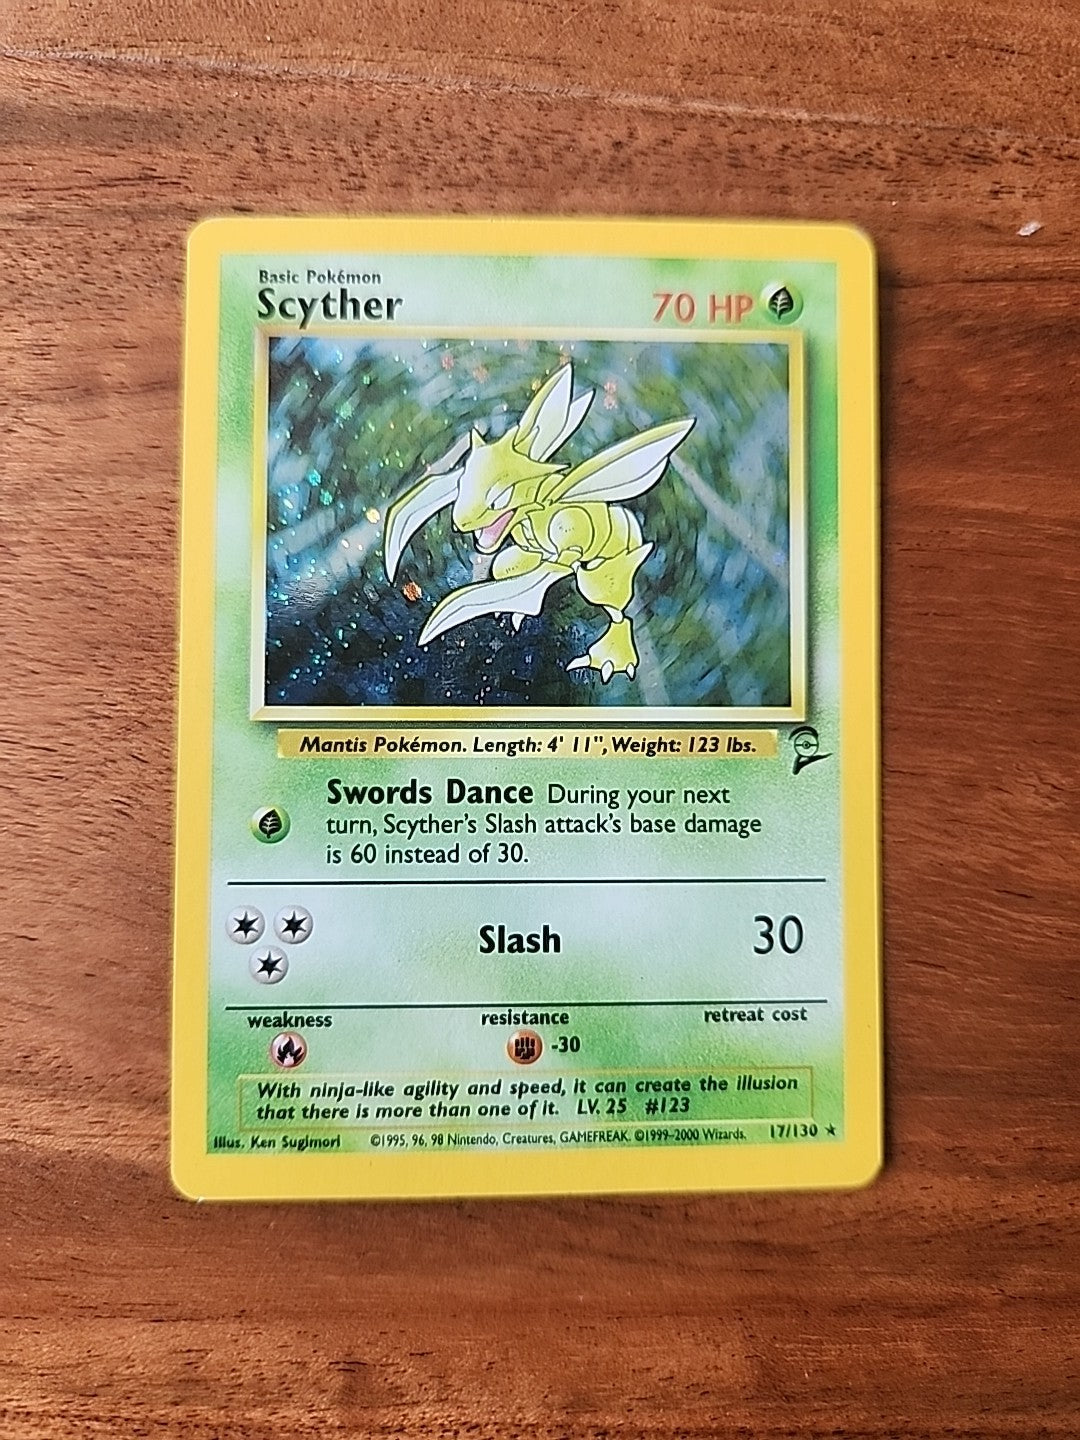 Basic Pokémon
Scyther
70 HP
Mantis Pokémon. Length: 4' 11", Weight: 123 lbs.
Swords Dance During your next
turn, Scyther's Slash attack's base damage
is 60 instead of 30.
Slash 30
weakness resistance retreat cost
-30
With ninja-like agility and speed, it can create the illusion
that there is more than one of it. LV. 25 #123
Illus. Ken Sugimori ©1995, 96, 98 Nintendo, Creatures, GAMEFREAK. ©1999-2000 Wizards. 17/130 ★